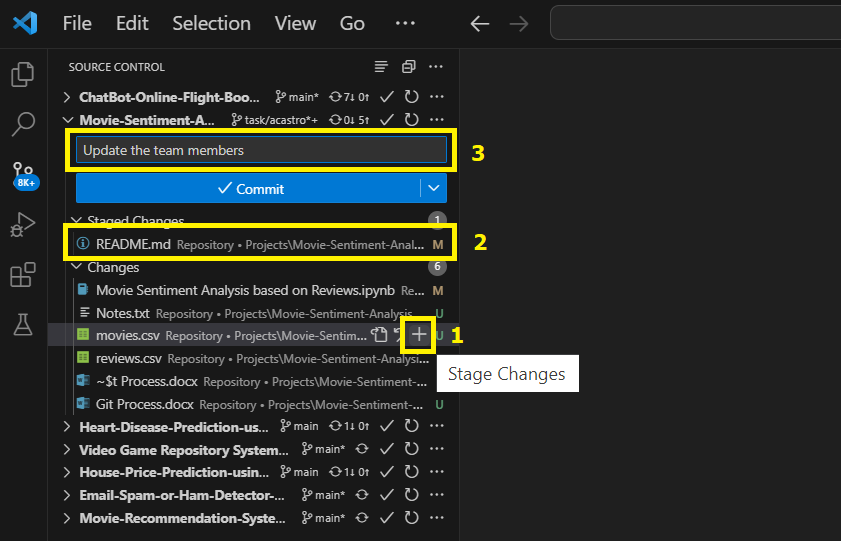 File Edit Selection View Go ···
SOURCE CONTROL ···
ChatBot-Online-Flight-Boo... main* 7↓ 0↑ ···
Movie-Sentiment-A... task/acastro*+ 0↓ 5↑ ···
Update the team members 3
Commit
8K+
Staged Changes 1
README.md Repository • Projects\Movie-Sentiment-Anal... M 2
Changes 6
Movie Sentiment Analysis based on Reviews.ipynb Re... M
Notes.txt Repository • Projects\Movie-Sentiment-Analysis... U
movies.csv Repository • Projects\Movie-Sentim... U 1
reviews.csv Repository • Projects\Movie-Sentiment-Analysi...
Stage Changes
~$t Process.docx Repository • Projects\Movie-Sentiment-...
Git Process.docx Repository • Projects\Movie-Sentiment-... U
Heart-Disease-Prediction-us... main 1↓ 0↑ ···
Video Game Repository System... main* ···
House-Price-Prediction-usin... main 1↓ 0↑ ···
Email-Spam-or-Ham-Detector-... main* ···
Movie-Recommendation-Syste... main* ···